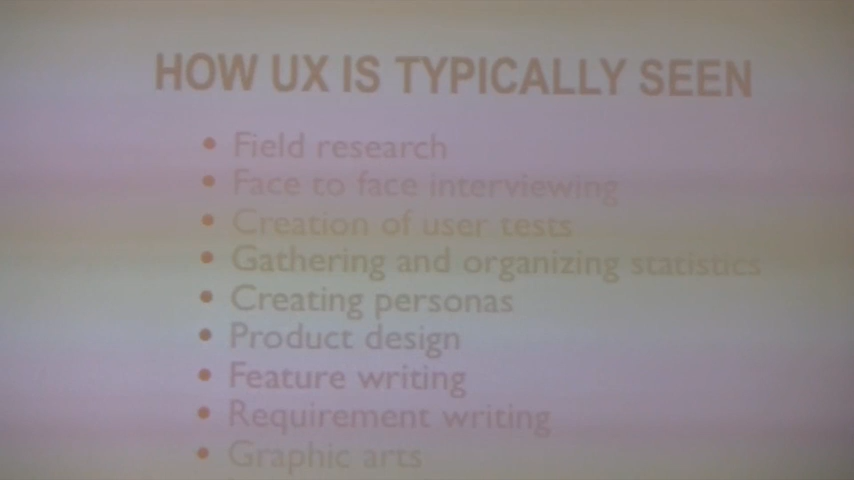 HOW UX IS TYPICALLY SEEN
• Field research
• Face to face interviewing
• Creation of user tests
• Gathering and organizing statistics
• Creating personas
• Product design
• Feature writing
• Requirement writing
• Graphic arts